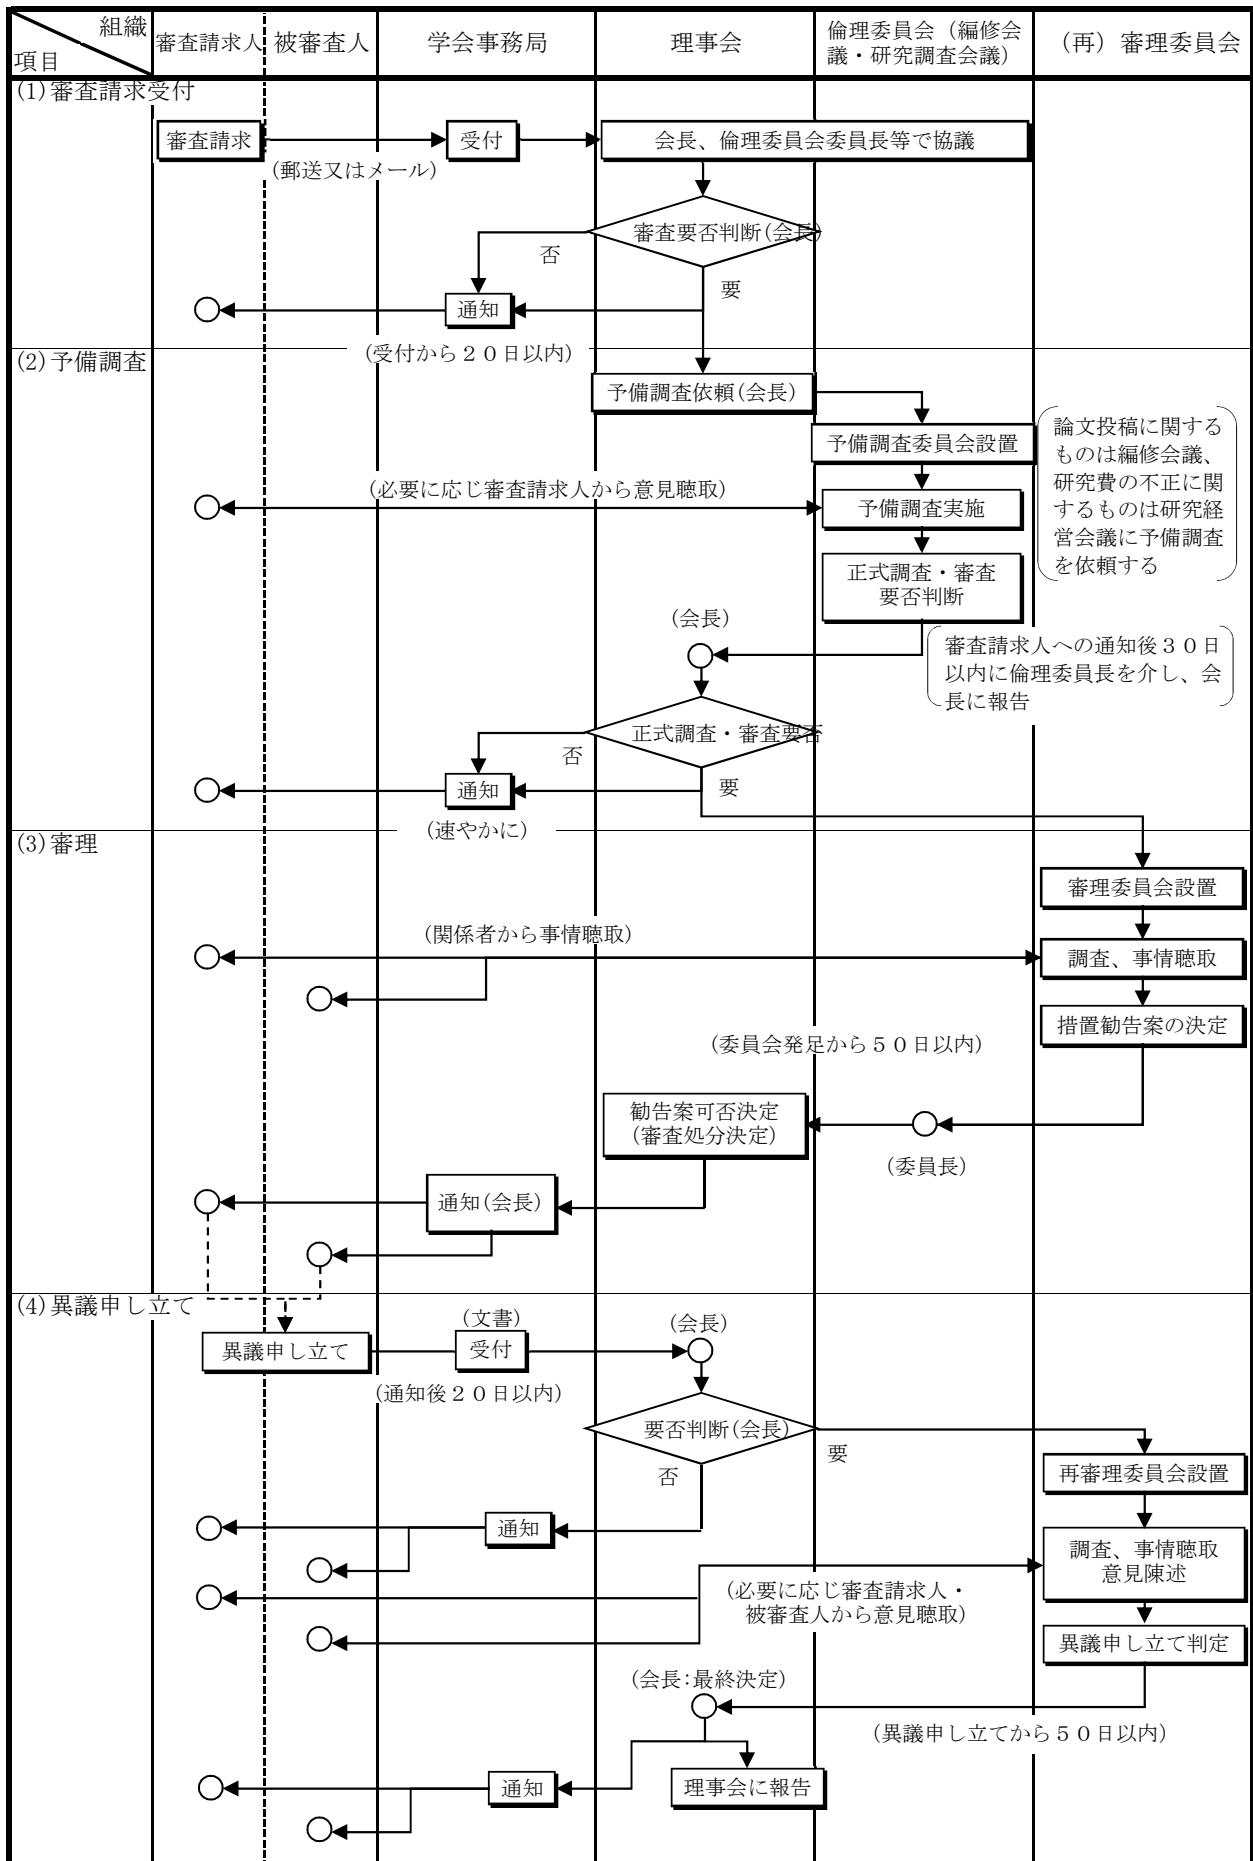 組織
項目
審査請求人
被審査人
学会事務局
理事会
倫理委員会（編修会
議・研究調査会議）
（再）審理委員会
(1)審査請求受付
審査請求
受付
会長、倫理委員会委員長等で協議
(郵送又はメール)
審査要否判断(会長)
否
要
通知
(受付から２０日以内)
(2)予備調査
予備調査依頼(会長)
予備調査委員会設置
論文投稿に関する
ものは編修会議、
研究費の不正に関
するものは研究経
営会議に予備調査
を依頼する
(必要に応じ審査請求人から意見聴取)
予備調査実施
正式調査・審査
要否判断
(会長)
審査請求人への通知後３０日
以内に倫理委員長を介し、会
長に報告
正式調査・審査要否
否
要
通知
(速やかに)
(3)審理
審理委員会設置
(関係者から事情聴取)
調査、事情聴取
措置勧告案の決定
(委員会発足から５０日以内)
勧告案可否決定
(審査処分決定)
(委員長)
通知(会長)
(4)異議申し立て
(文書)
(会長)
異議申し立て
受付
(通知後２０日以内)
要否判断(会長)
要
否
再審理委員会設置
通知
調査、事情聴取
意見陳述
(必要に応じ審査請求人・
被審査人から意見聴取)
異議申し立て判定
(会長:最終決定)
(異議申し立てから５０日以内)
通知
理事会に報告